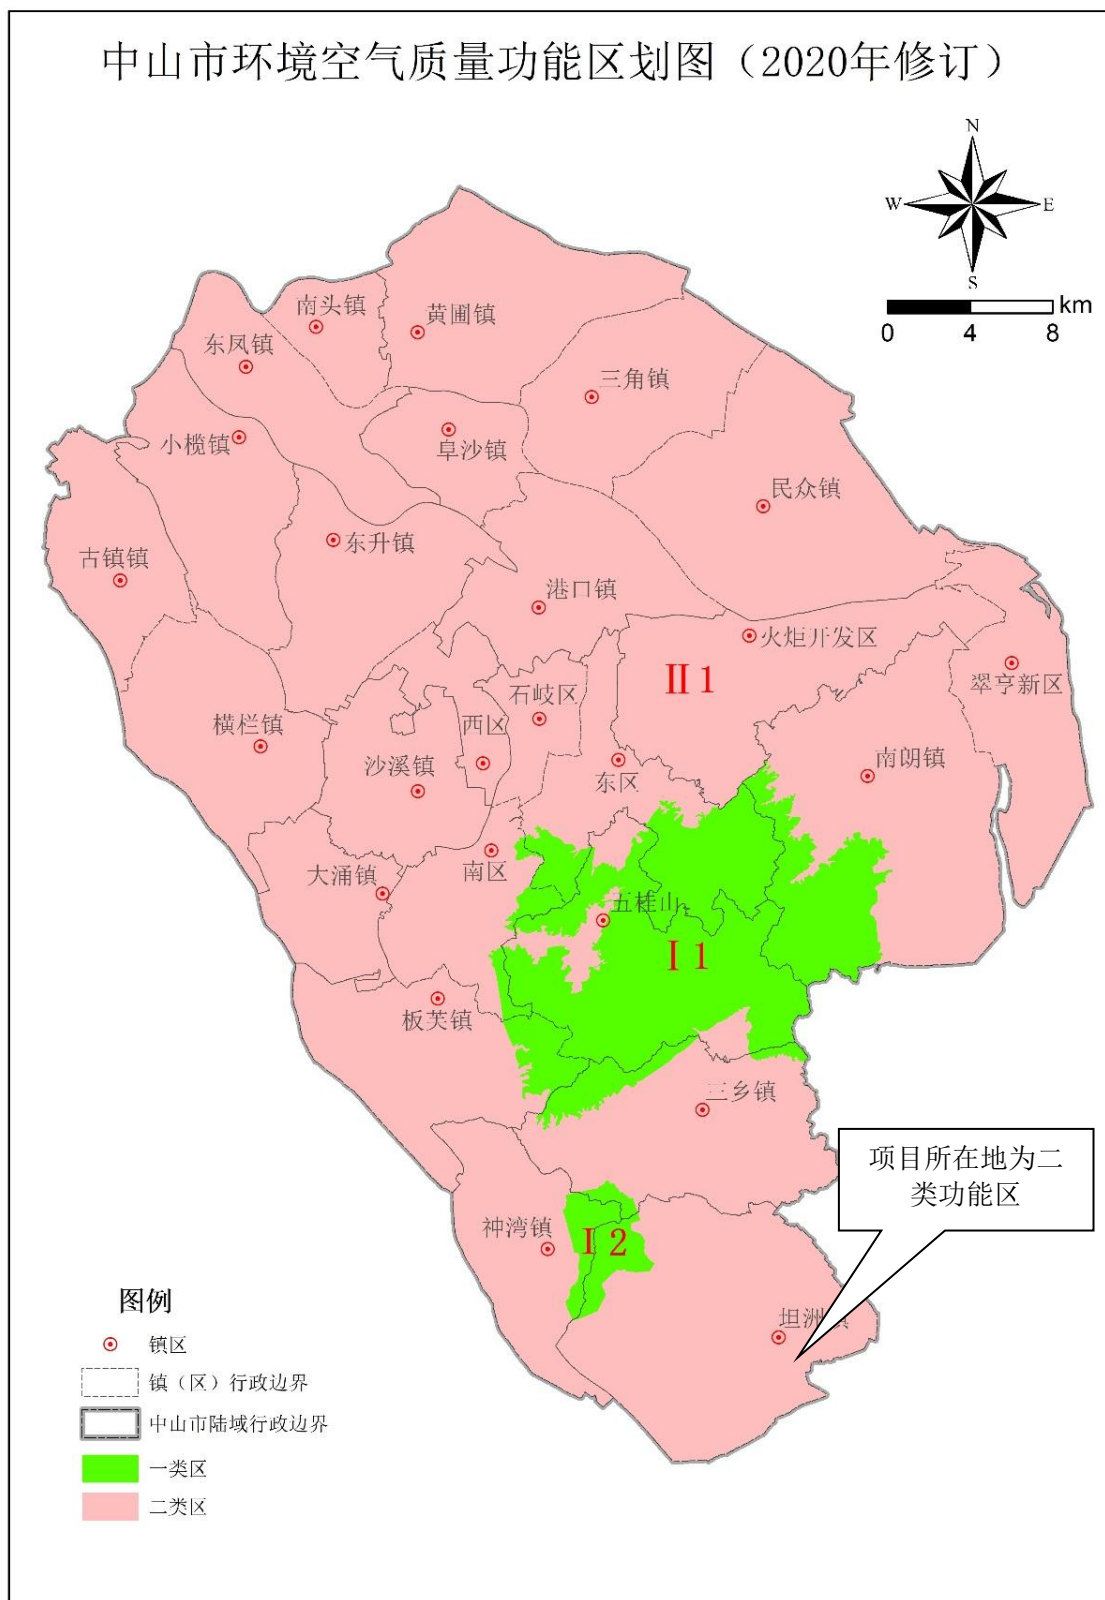 中山市环境空气质量功能区划图（2020年修订）
N
W
E
S
km
0 4 8
南头镇
黄圃镇
东凤镇
三角镇
小榄镇
阜沙镇
民众镇
东升镇
古镇镇
港口镇
火炬开发区
Ⅱ1
翠亨新区
石岐区
横栏镇
西区
沙溪镇
东区
南朗镇
南区
大涌镇
五桂山
Ⅰ1
板芙镇
三乡镇
项目所在地为二
类功能区
神湾镇
Ⅰ2
坦洲镇
图例
镇区
镇（区）行政边界
中山市陆域行政边界
一类区
二类区